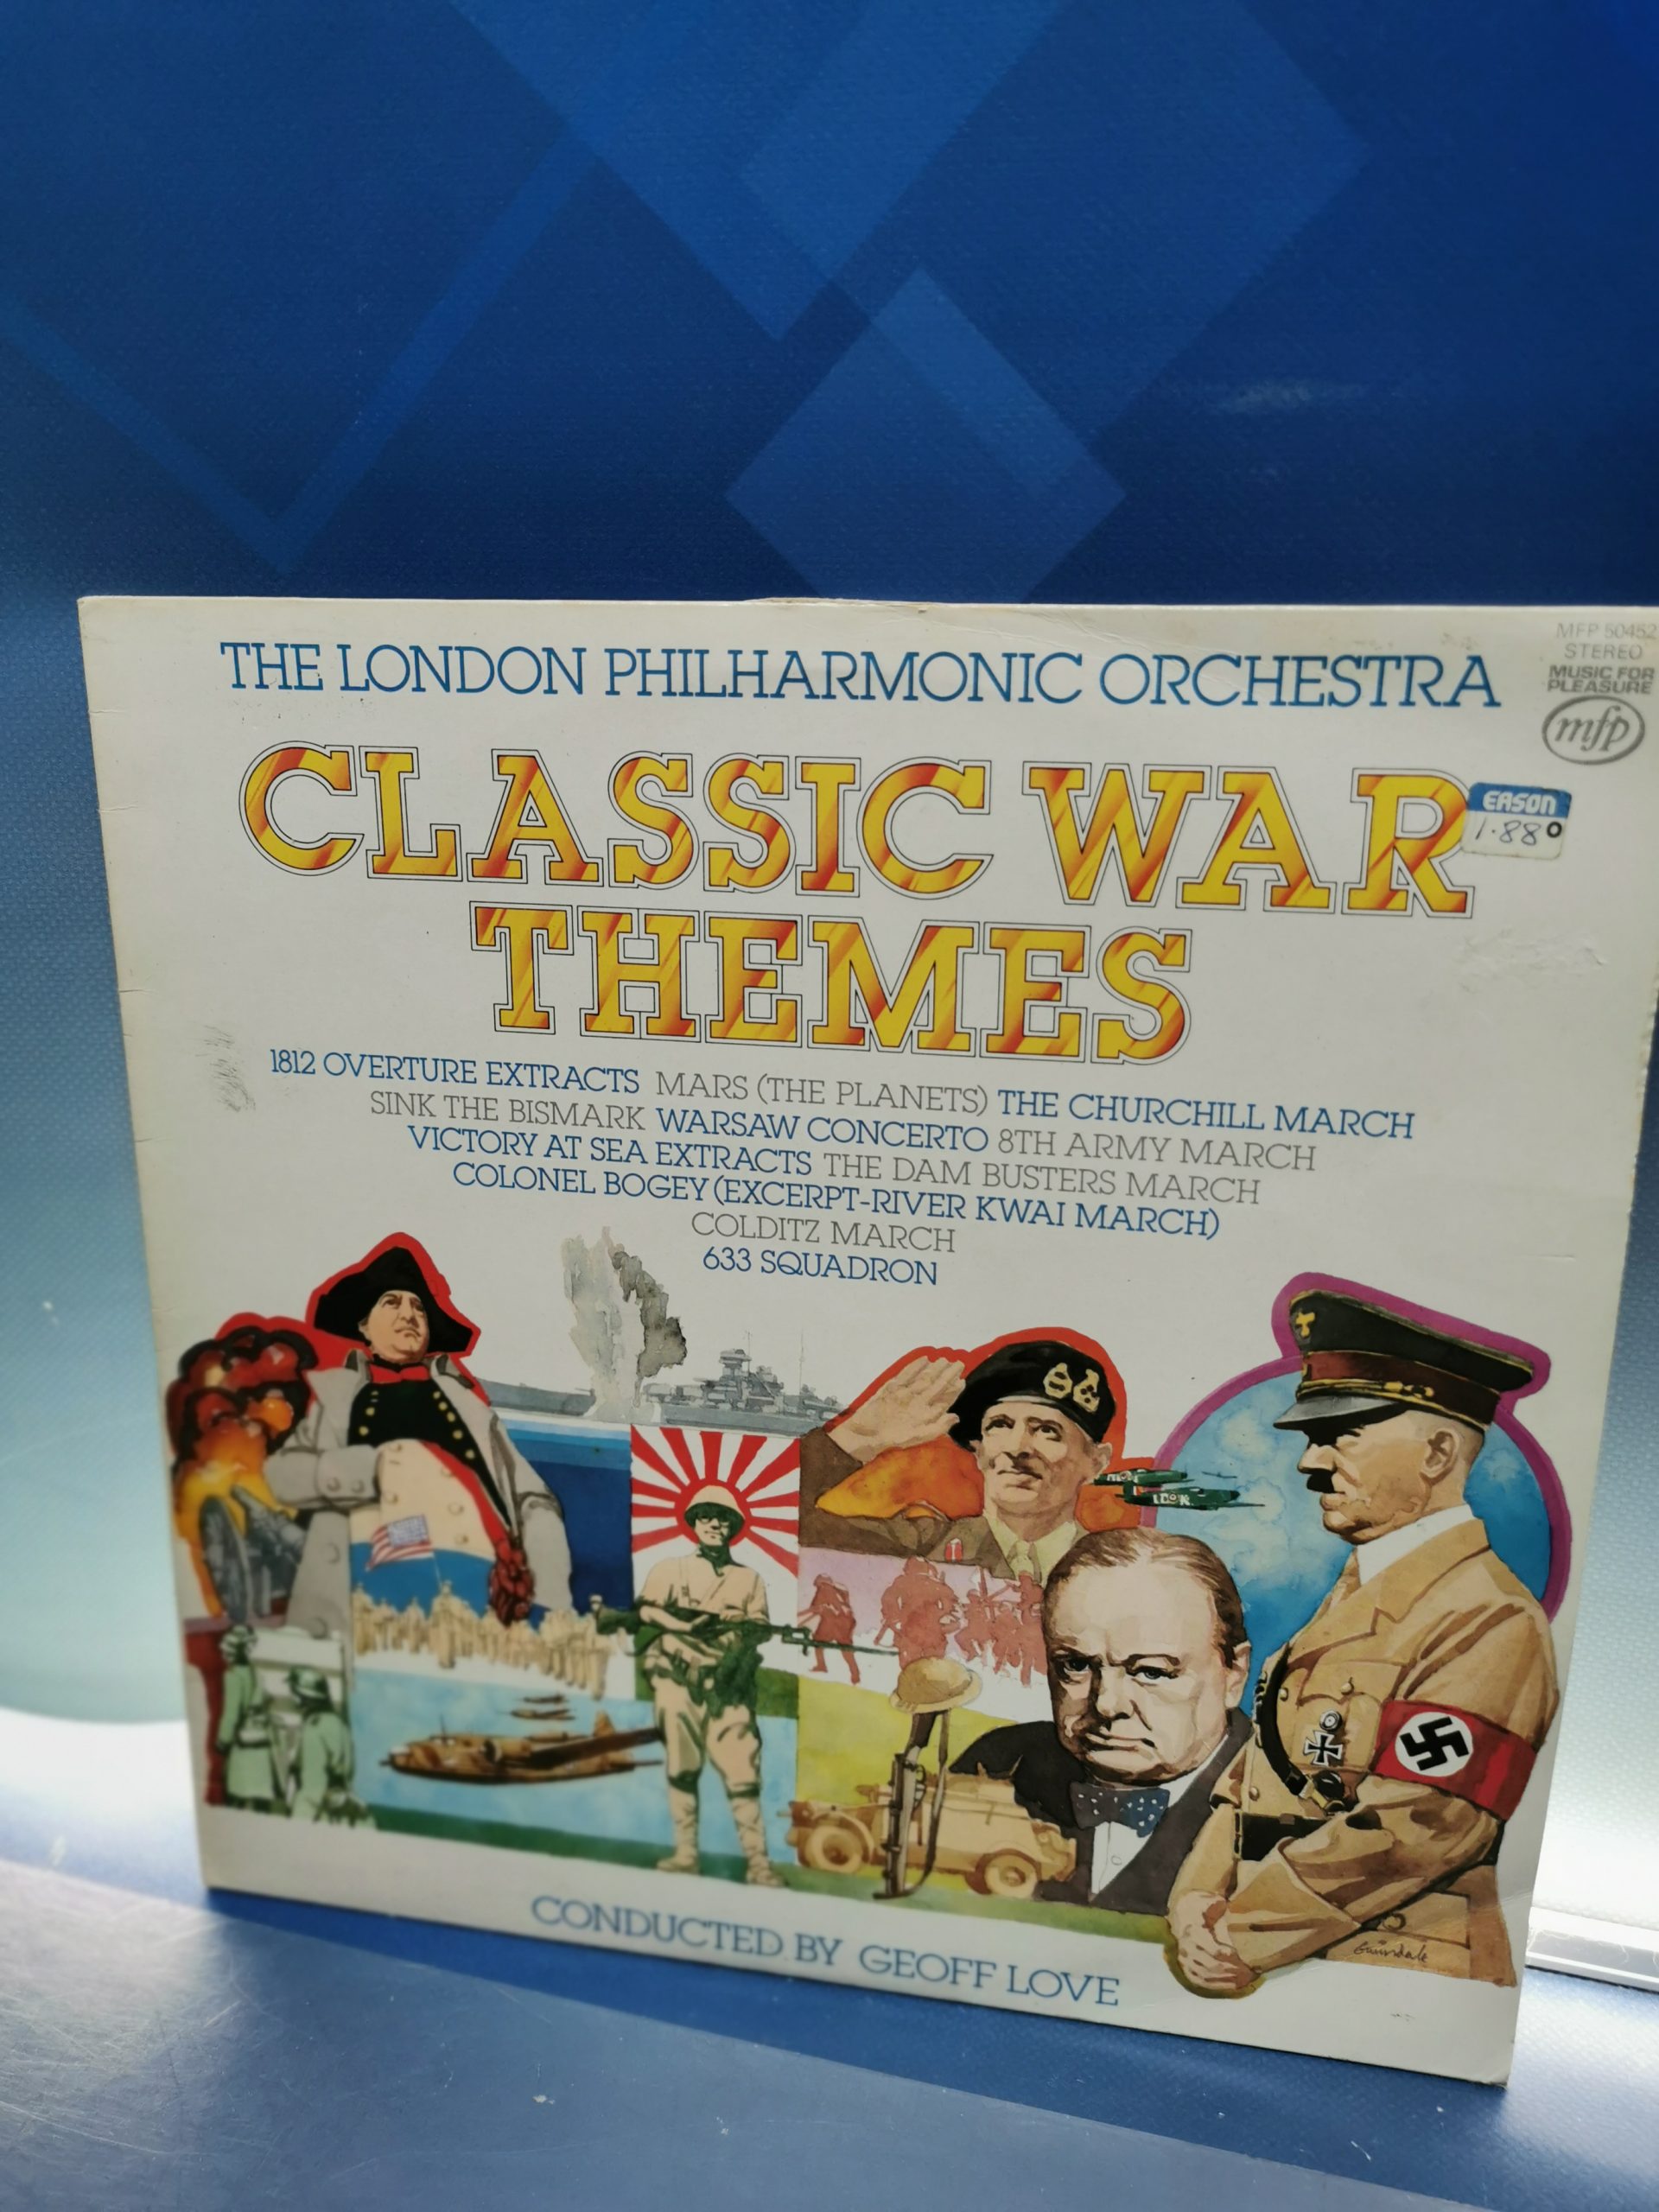 THE LONDON PHILHARMONIC ORCHESTRA
MFP 50452
STEREO
MUSIC FOR
PLEASURE
mfp
CLASSIC WAR
EASON
1.88
THEMES
1812 OVERTURE EXTRACTS MARS (THE PLANETS) THE CHURCHILL MARCH
SINK THE BISMARK WARSAW CONCERTO 8TH ARMY MARCH
VICTORY AT SEA EXTRACTS THE DAM BUSTERS MARCH
COLONEL BOGEY (EXCERPT-RIVER KWAI MARCH)
COLDITZ MARCH
633 SQUADRON
CONDUCTED BY GEOFF LOVE